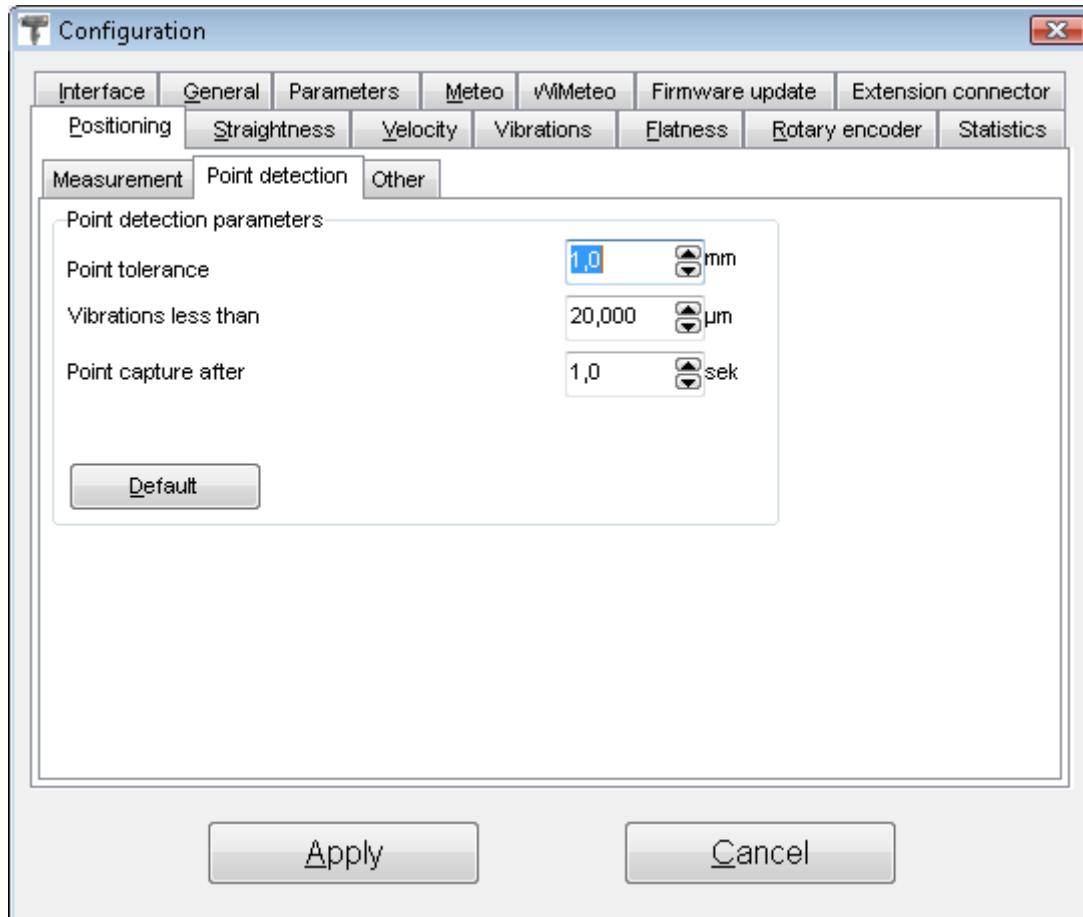 Configuration
Interface General Parameters Meteo WiMeteo Firmware update Extension connector
Positioning Straightness Velocity Vibrations Flatness Rotary encoder Statistics
Measurement Point detection Other
Point detection parameters
Point tolerance 1,0 mm
Vibrations less than 20,000 µm
Point capture after 1,0 sek
Default
Apply Cancel